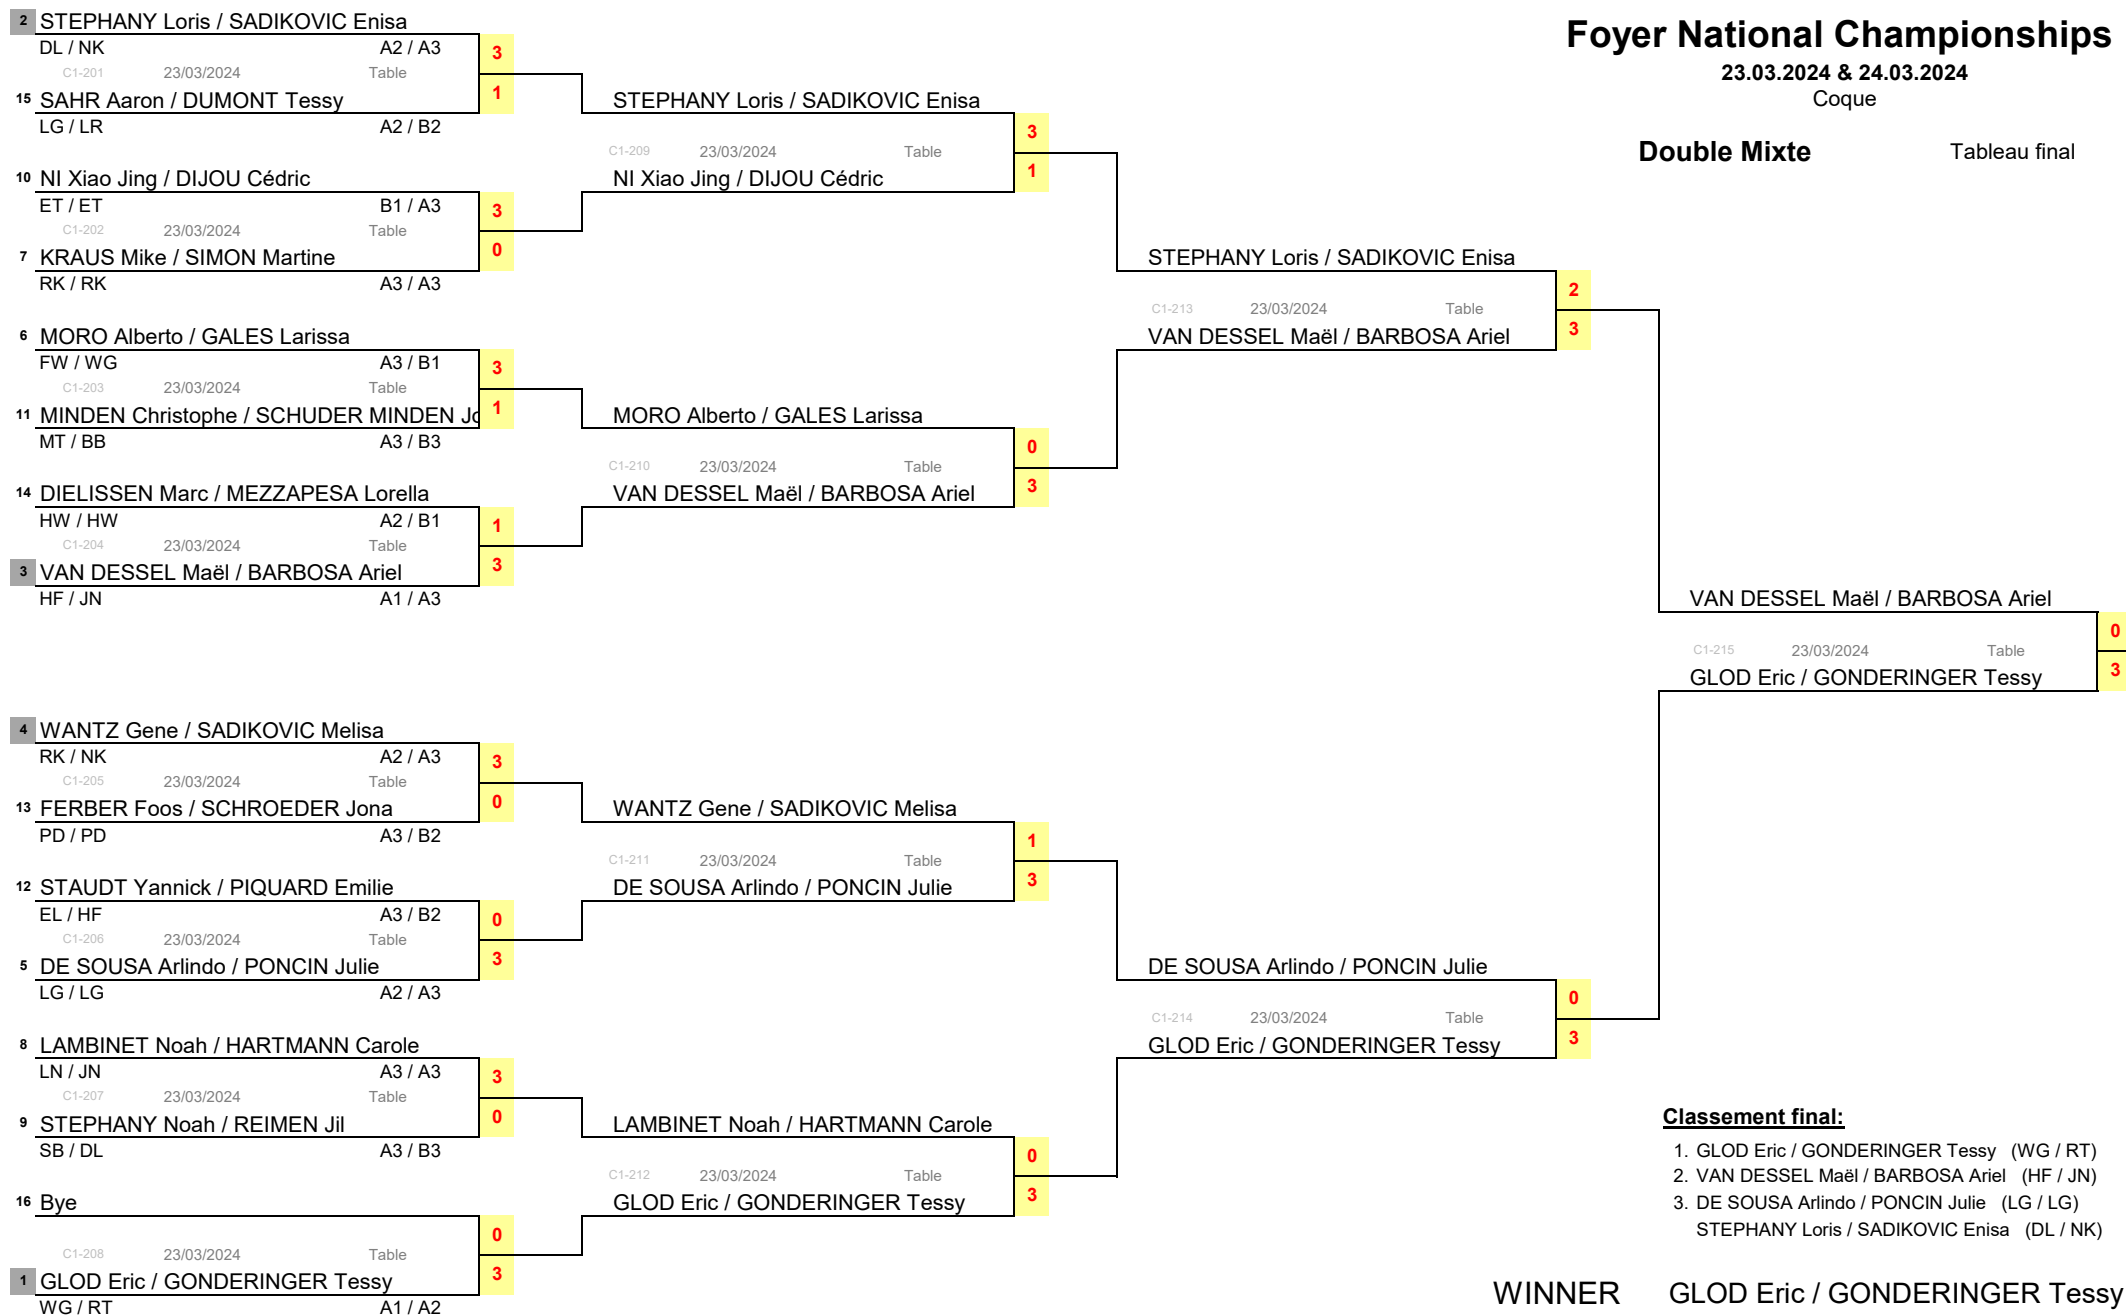 Foyer National Championships
23.03.2024 & 24.03.2024
Coque
Double Mixte Tableau final
2 STEPHANY Loris / SADIKOVIC Enisa
DL / NK A2 / A3 3
C1-201 23/03/2024 Table
15 SAHR Aaron / DUMONT Tessy 1
LG / LR A2 / B2
10 NI Xiao Jing / DIJOU Cédric
ET / ET B1 / A3 3
C1-202 23/03/2024 Table
7 KRAUS Mike / SIMON Martine 0
RK / RK A3 / A3
6 MORO Alberto / GALES Larissa
FW / WG A3 / B1 3
C1-203 23/03/2024 Table
11 MINDEN Christophe / SCHUDER MINDEN Jo 1
MT / BB A3 / B3
14 DIELISSEN Marc / MEZZAPESA Lorella
HW / HW A2 / B1 1
C1-204 23/03/2024 Table
3 VAN DESSEL Maël / BARBOSA Ariel 3
HF / JN A1 / A3
4 WANTZ Gene / SADIKOVIC Melisa
RK / NK A2 / A3 3
C1-205 23/03/2024 Table
13 FERBER Foos / SCHROEDER Jona 0
PD / PD A3 / B2
12 STAUDT Yannick / PIQUARD Emilie
EL / HF A3 / B2 0
C1-206 23/03/2024 Table
5 DE SOUSA Arlindo / PONCIN Julie 3
LG / LG A2 / A3
8 LAMBINET Noah / HARTMANN Carole
LN / JN A3 / A3 3
C1-207 23/03/2024 Table
9 STEPHANY Noah / REIMEN Jil 0
SB / DL A3 / B3
16 Bye
0
C1-208 23/03/2024 Table
1 GLOD Eric / GONDERINGER Tessy 3
WG / RT A1 / A2
STEPHANY Loris / SADIKOVIC Enisa
3
C1-209 23/03/2024 Table
NI Xiao Jing / DIJOU Cédric 1
MORO Alberto / GALES Larissa
0
C1-210 23/03/2024 Table
VAN DESSEL Maël / BARBOSA Ariel 3
WANTZ Gene / SADIKOVIC Melisa
1
C1-211 23/03/2024 Table
DE SOUSA Arlindo / PONCIN Julie 3
LAMBINET Noah / HARTMANN Carole
0
C1-212 23/03/2024 Table
GLOD Eric / GONDERINGER Tessy 3
STEPHANY Loris / SADIKOVIC Enisa
2
C1-213 23/03/2024 Table
VAN DESSEL Maël / BARBOSA Ariel 3
DE SOUSA Arlindo / PONCIN Julie
0
C1-214 23/03/2024 Table
GLOD Eric / GONDERINGER Tessy 3
VAN DESSEL Maël / BARBOSA Ariel
0
C1-215 23/03/2024 Table
GLOD Eric / GONDERINGER Tessy 3
Classement final:
1. GLOD Eric / GONDERINGER Tessy (WG / RT)
2. VAN DESSEL Maël / BARBOSA Ariel (HF / JN)
3. DE SOUSA Arlindo / PONCIN Julie (LG / LG)
STEPHANY Loris / SADIKOVIC Enisa (DL / NK)
WINNER GLOD Eric / GONDERINGER Tessy